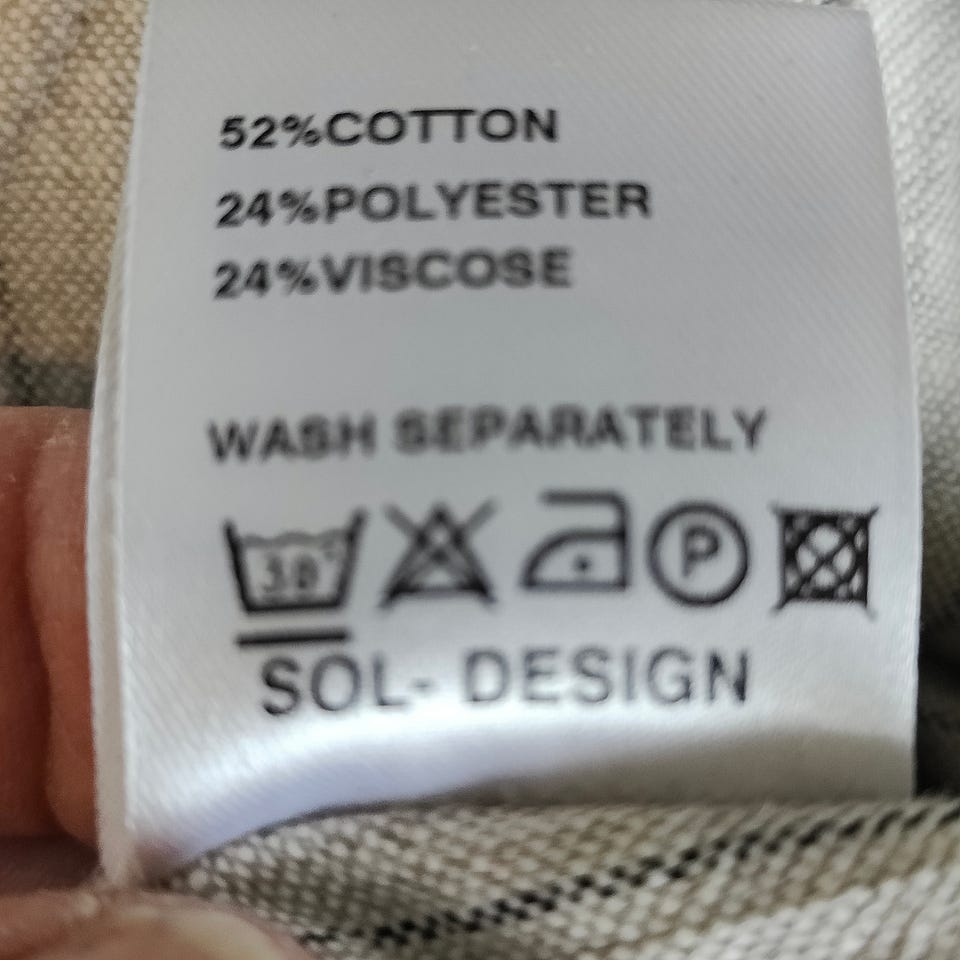 52%COTTON
24%POLYESTER
24%VISCOSE
WASH SEPARATELY
30° P
SOL- DESIGN